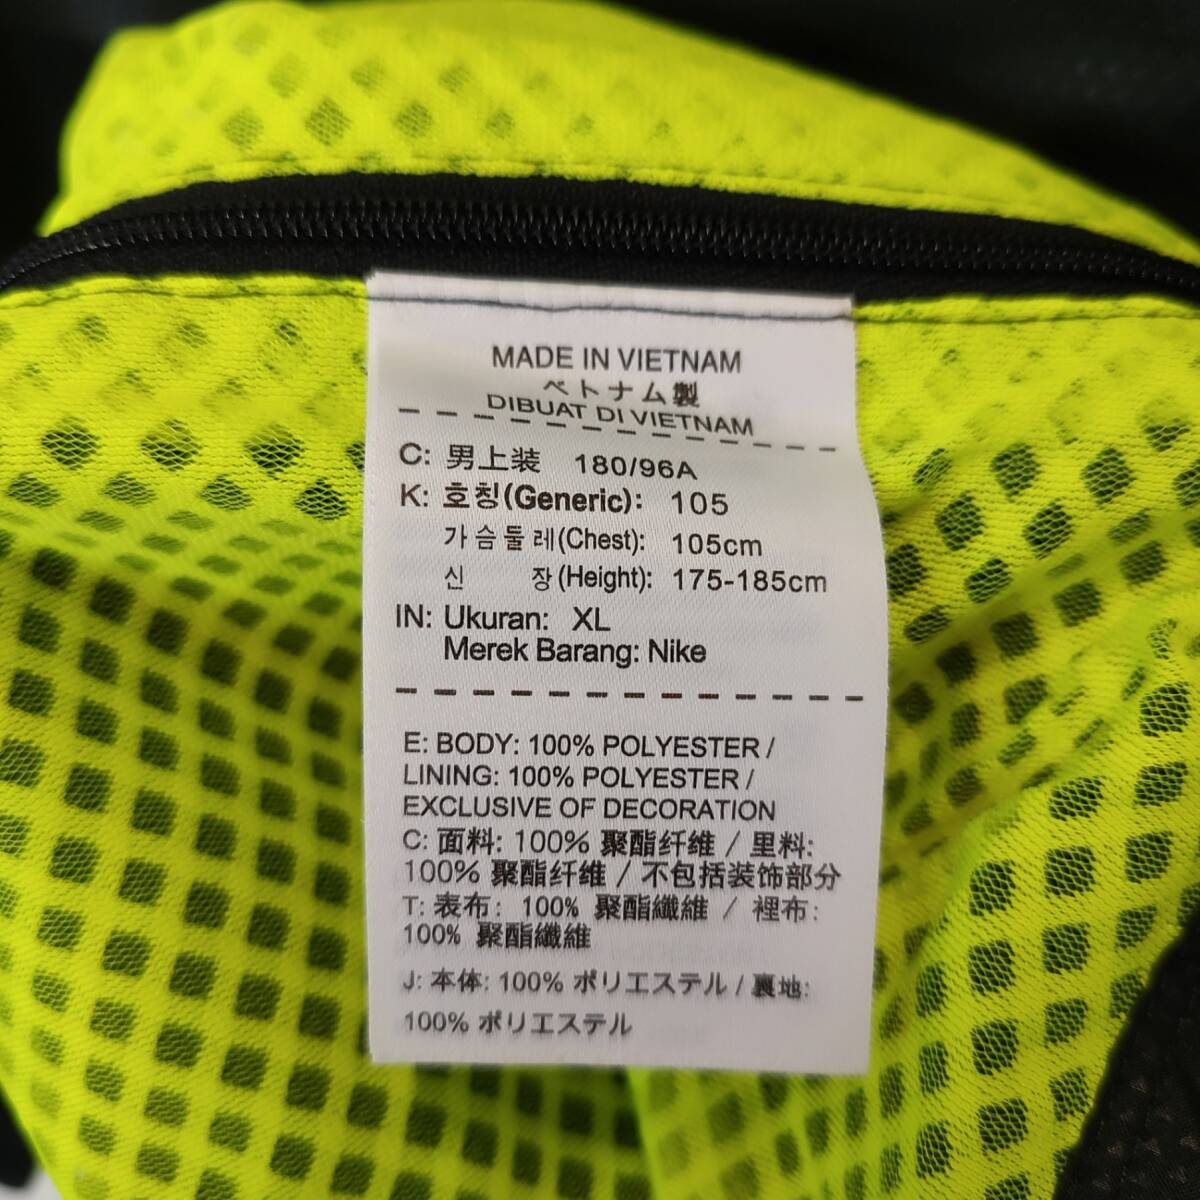 MADE IN VIETNAM
ベトナム製
DIBUAT DI VIETNAM
C: 男上装 180/96A
K: 호칭(Generic): 105
가슴둘레(Chest): 105cm
신 장(Height): 175-185cm
IN: Ukuran: XL
Merek Barang: Nike
E: BODY: 100% POLYESTER /
LINING: 100% POLYESTER /
EXCLUSIVE OF DECORATION
C: 面料: 100% 聚酯纤维 / 里料:
100% 聚酯纤维 / 不包括装饰部分
T: 表布: 100% 聚酯纖維 / 裡布:
100% 聚酯纖維
J: 本体: 100% ポリエステル / 裏地:
100% ポリエステル